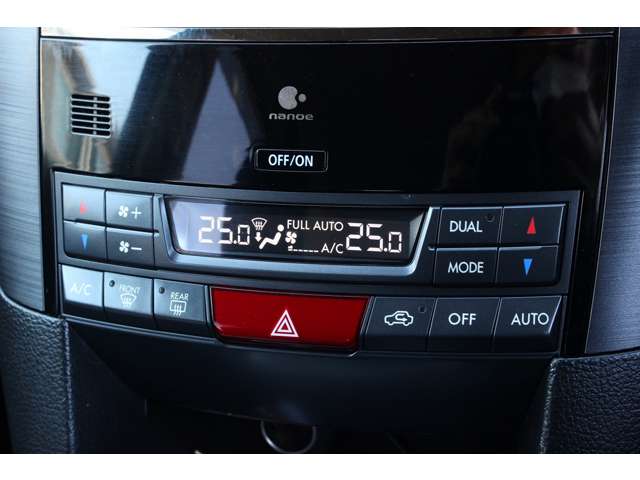 nanoe
OFF/ON
+
25.0 FULL AUTO 25.0
A/C
DUAL
−
MODE
A/C FRONT REAR OFF AUTO